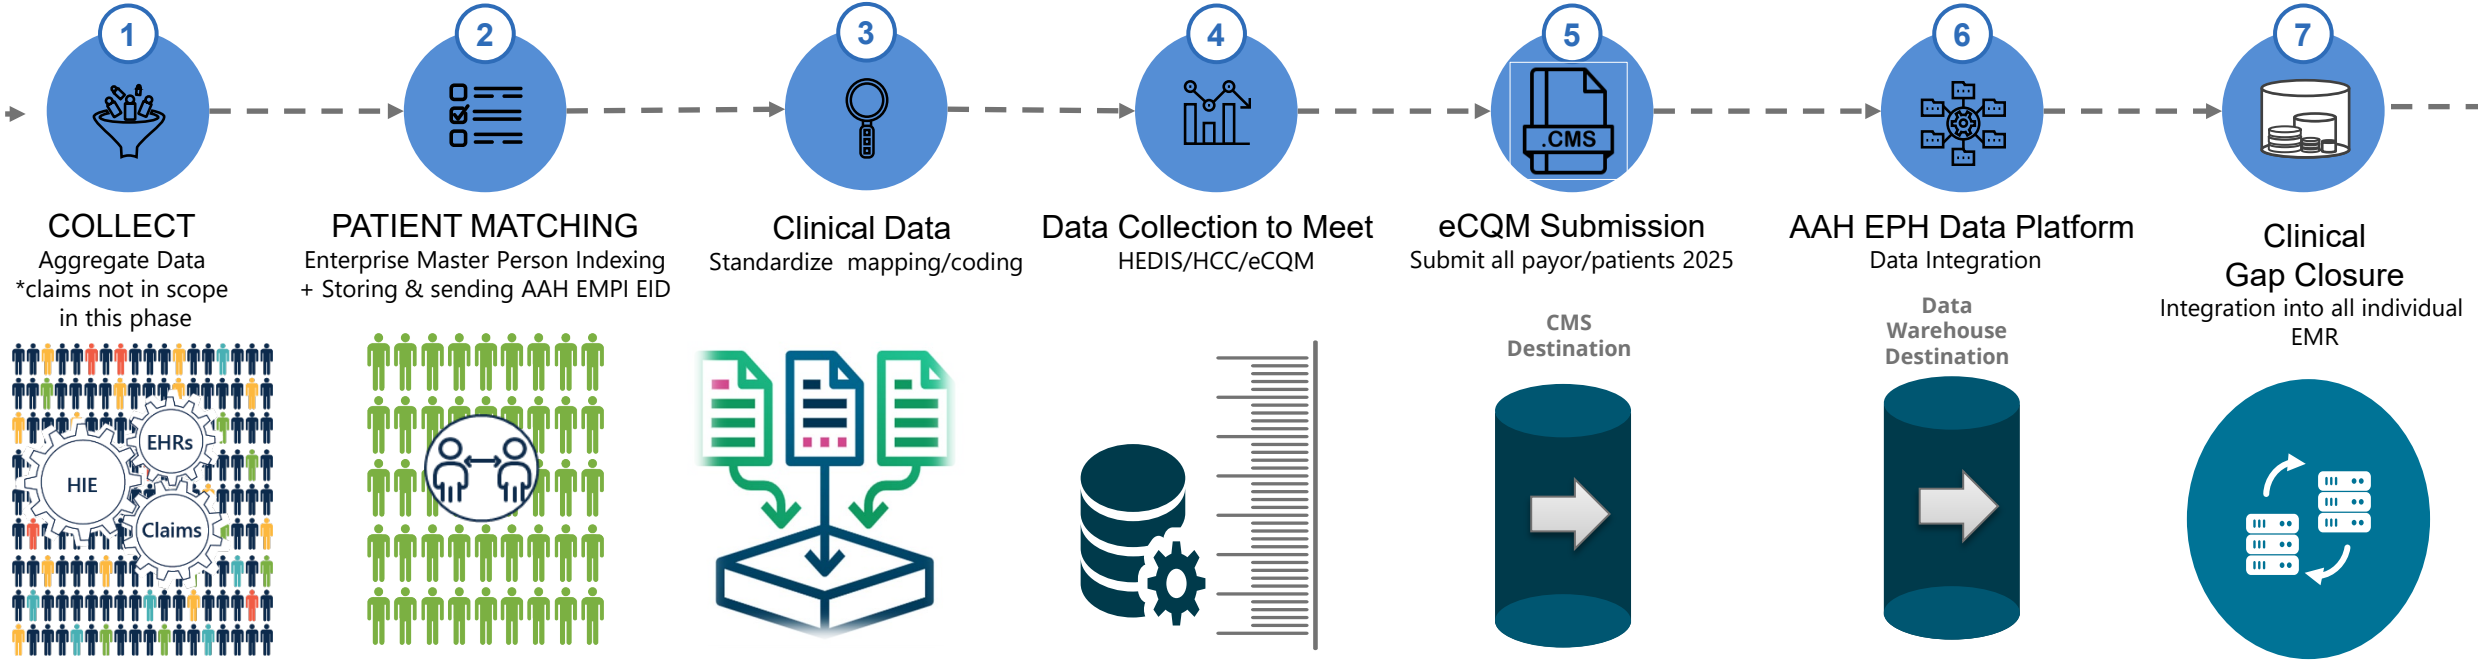 1
COLLECT
Aggregate Data
*claims not in scope
in this phase
HIE
EHRs
Claims
2
PATIENT MATCHING
Enterprise Master Person Indexing
+ Storing & sending AAH EMPI EID
3
Clinical Data
Standardize mapping/coding
4
Data Collection to Meet
HEDIS/HCC/eCQM
5
.CMS
eCQM Submission
Submit all payor/patients 2025
CMS
Destination
6
AAH EPH Data Platform
Data Integration
Data
Warehouse
Destination
7
Clinical
Gap Closure
Integration into all individual
EMR